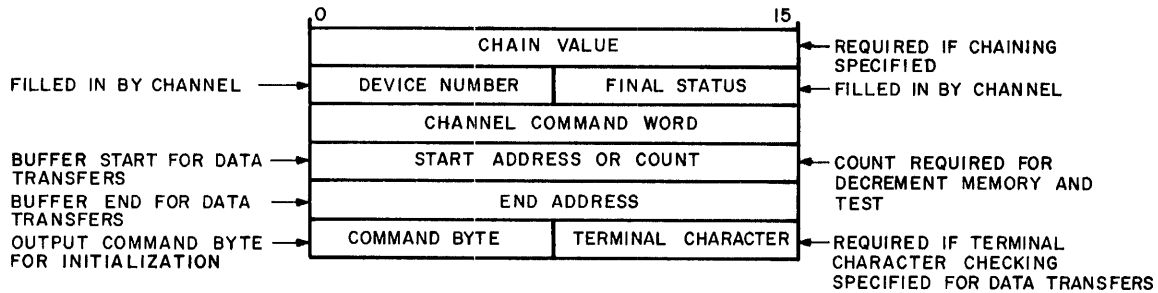 0 15
CHAIN VALUE
REQUIRED IF CHAINING
SPECIFIED
FILLED IN BY CHANNEL
DEVICE NUMBER
FINAL STATUS
FILLED IN BY CHANNEL
CHANNEL COMMAND WORD
BUFFER START FOR DATA
TRANSFERS
START ADDRESS OR COUNT
COUNT REQUIRED FOR
DECREMENT MEMORY AND
TEST
BUFFER END FOR DATA
TRANSFERS
END ADDRESS
OUTPUT COMMAND BYTE
FOR INITIALIZATION
COMMAND BYTE
TERMINAL CHARACTER
REQUIRED IF TERMINAL
CHARACTER CHECKING
SPECIFIED FOR DATA TRANSFERS